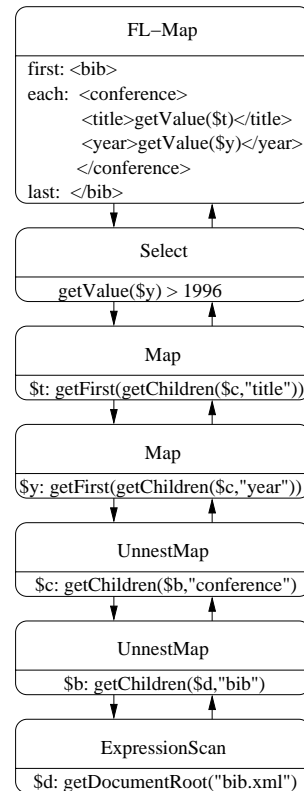 FL–Map
first: <bib>
each: <conference>
<title>getValue($t)</title>
<year>getValue($y)</year>
</conference>
last: </bib>
Select
getValue($y) > 1996
Map
$t: getFirst(getChildren($c,"title"))
Map
$y: getFirst(getChildren($c,"year"))
UnnestMap
$c: getChildren($b,"conference")
UnnestMap
$b: getChildren($d,"bib")
ExpressionScan
$d: getDocumentRoot("bib.xml")